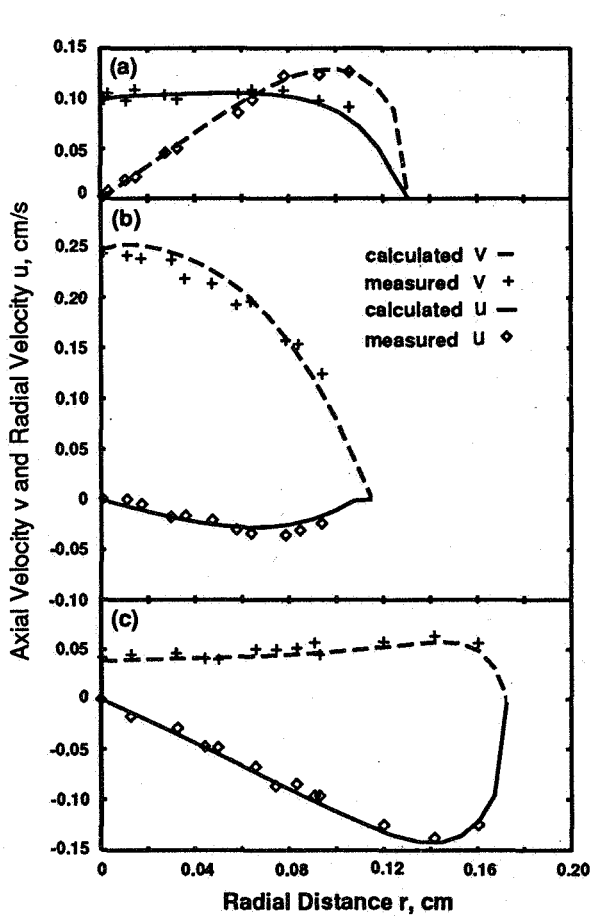 0.15
(a)
0.10
0.05
0
(b)
0.25
calculated v
measured v +
0.20
calculated u
measured u
0.15
0.10
0.05
0
-0.05
-0.10
(c)
0.05
0
-0.05
-0.10
-0.15
0 0.04 0.08 0.12 0.16 0.20
Radial Distance r, cm
Axial Velocity v and Radial Velocity u, cm/s